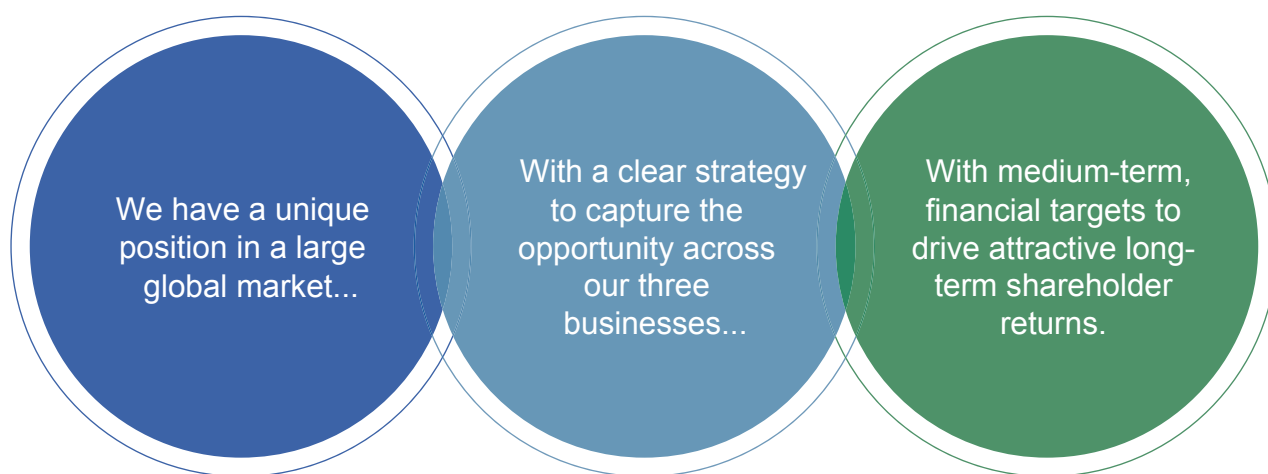 We have a unique
position in a large
global market...
With a clear strategy
to capture the
opportunity across
our three
businesses...
With medium-term,
financial targets to
drive attractive long-
term shareholder
returns.